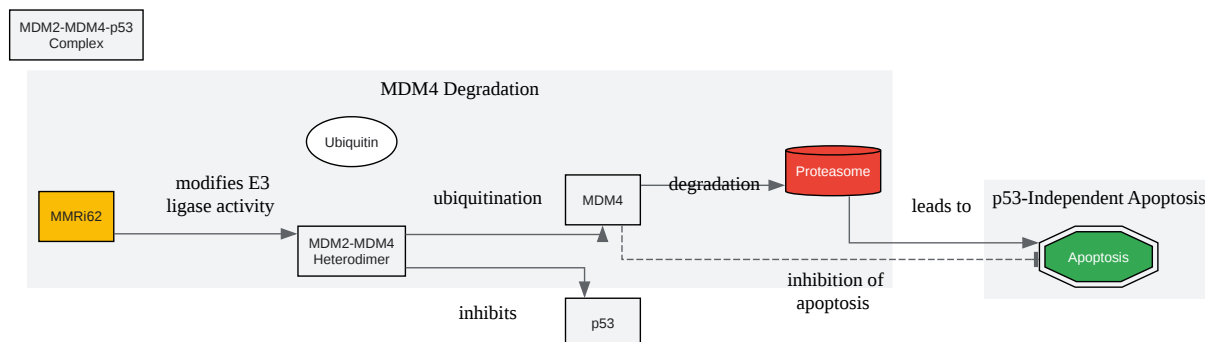 MDM2-MDM4-p53
Complex
MDM4 Degradation
Ubiquitin
Proteasome
modifies E3
ligase activity
ubiquitination
degradation
MMRi62
MDM4
leads to
p53-Independent Apoptosis
MDM2-MDM4
Heterodimer
Apoptosis
inhibition of
apoptosis
inhibits
p53